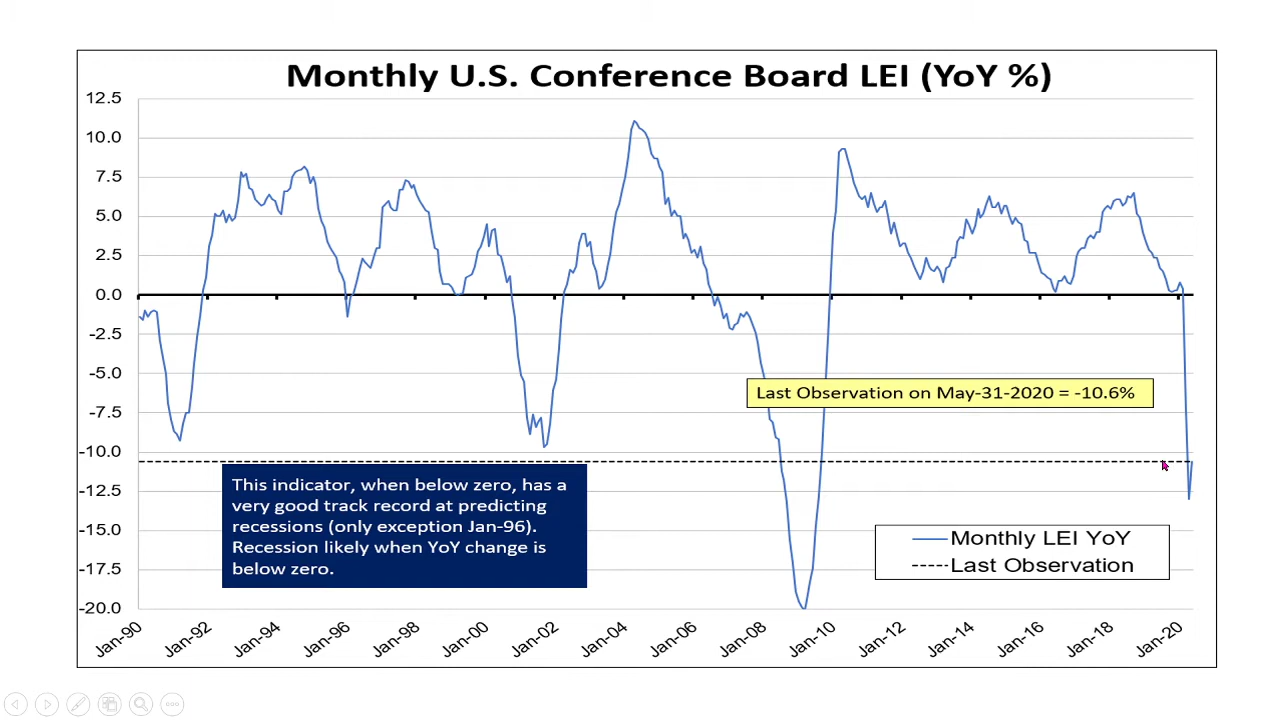 Monthly U.S. Conference Board LEI (YoY %)
12.5
10.0
7.5
5.0
2.5
0.0
-2.5
-5.0
-7.5
-10.0
-12.5
-15.0
-17.5
-20.0
Last Observation on May-31-2020 = -10.6%
This indicator, when below zero, has a
very good track record at predicting
recessions (only exception Jan-96).
Recession likely when YoY change is
below zero.
Monthly LEI YoY
Last Observation
Jan-90
Jan-92
Jan-94
Jan-96
Jan-98
Jan-00
Jan-02
Jan-04
Jan-06
Jan-08
Jan-10
Jan-12
Jan-14
Jan-16
Jan-18
Jan-20